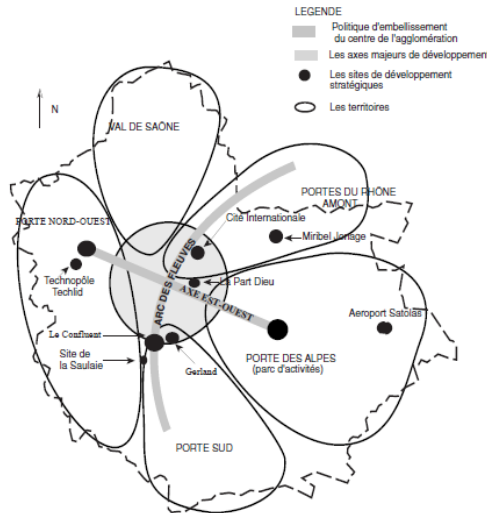 LEGENDE
Politique d'embellissement
du centre de l'agglomération
Les axes majeurs de développement
Les sites de développement
stratégiques
Les territoires
N
VAL DE SAÔNE
PORTES DU RHÔNE
AMONT
PORTE NORD-OUEST
Cité Internationale
Miribel Jonage
Technopôle
Techlid
ARC DES FLEUVES
La Part Dieu
AXE EST-OUEST
Aeroport Satolas
Le Confluent
Site de
la Saulaie
Gerland
PORTE DES ALPES
(parc d'activités)
PORTE SUD